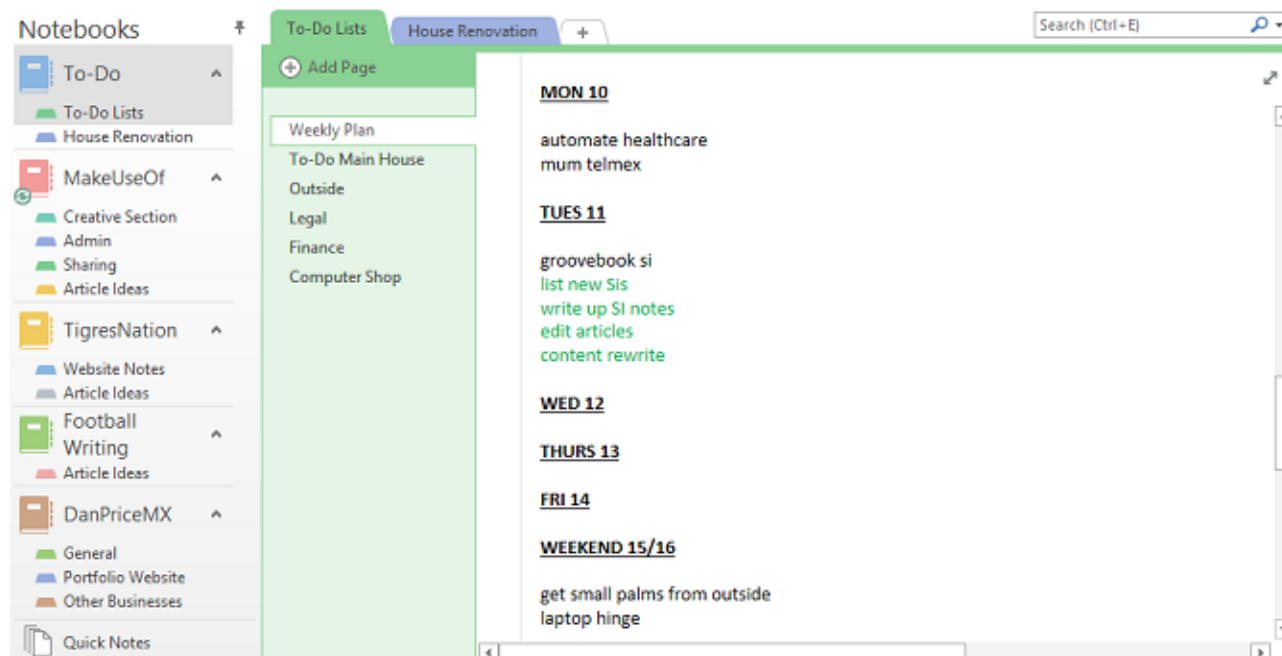 Notebooks
To-Do
To-Do Lists
House Renovation
MakeUseOf
Creative Section
Admin
Sharing
Article Ideas
TigresNation
Website Notes
Article Ideas
Football
Writing
Article Ideas
DanPriceMX
General
Portfolio Website
Other Businesses
Quick Notes
To-Do Lists
House Renovation
+
Search (Ctrl+E)
Add Page
Weekly Plan
To-Do Main House
Outside
Legal
Finance
Computer Shop
MON 10
automate healthcare
mum telmex
TUES 11
groovebook si
list new Sis
write up SI notes
edit articles
content rewrite
WED 12
THURS 13
FRI 14
WEEKEND 15/16
get small palms from outside
laptop hinge